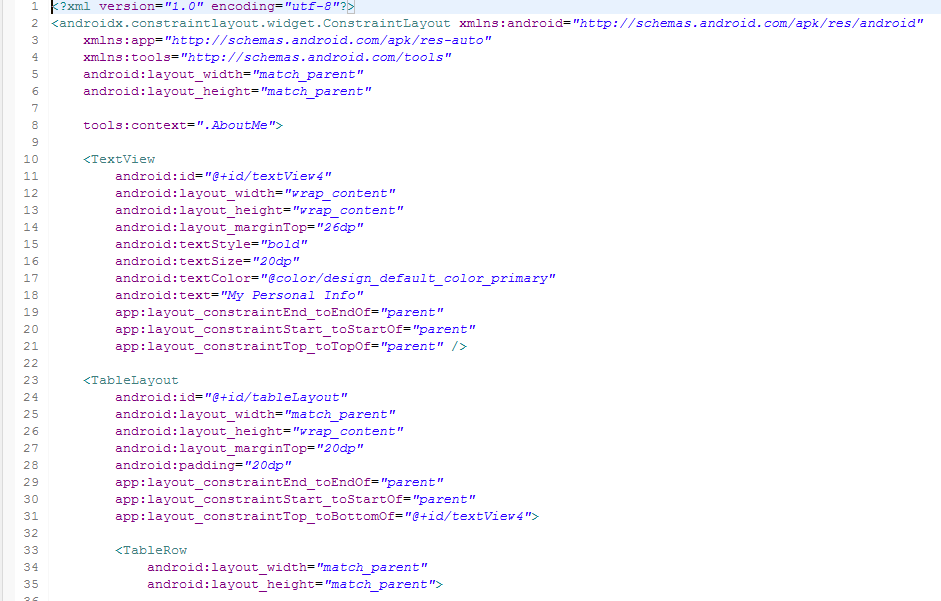 1 <?xml version="1.0" encoding="utf-8"?>
2 <androidx.constraintlayout.widget.ConstraintLayout xmlns:android="http://schemas.android.com/apk/res/android"
3 xmlns:app="http://schemas.android.com/apk/res-auto"
4 xmlns:tools="http://schemas.android.com/tools"
5 android:layout_width="match_parent"
6 android:layout_height="match_parent"
7
8 tools:context=".AboutMe">
9
10 <TextView
11 android:id="@+id/textView4"
12 android:layout_width="wrap_content"
13 android:layout_height="wrap_content"
14 android:layout_marginTop="26dp"
15 android:textStyle="bold"
16 android:textSize="20dp"
17 android:textColor="@color/design_default_color_primary"
18 android:text="My Personal Info"
19 app:layout_constraintEnd_toEndOf="parent"
20 app:layout_constraintStart_toStartOf="parent"
21 app:layout_constraintTop_toTopOf="parent" />
22
23 <TableLayout
24 android:id="@+id/tableLayout"
25 android:layout_width="match_parent"
26 android:layout_height="wrap_content"
27 android:layout_marginTop="20dp"
28 android:padding="20dp"
29 app:layout_constraintEnd_toEndOf="parent"
30 app:layout_constraintStart_toStartOf="parent"
31 app:layout_constraintTop_toBottomOf="@+id/textView4">
32
33 <TableRow
34 android:layout_width="match_parent"
35 android:layout_height="match_parent">